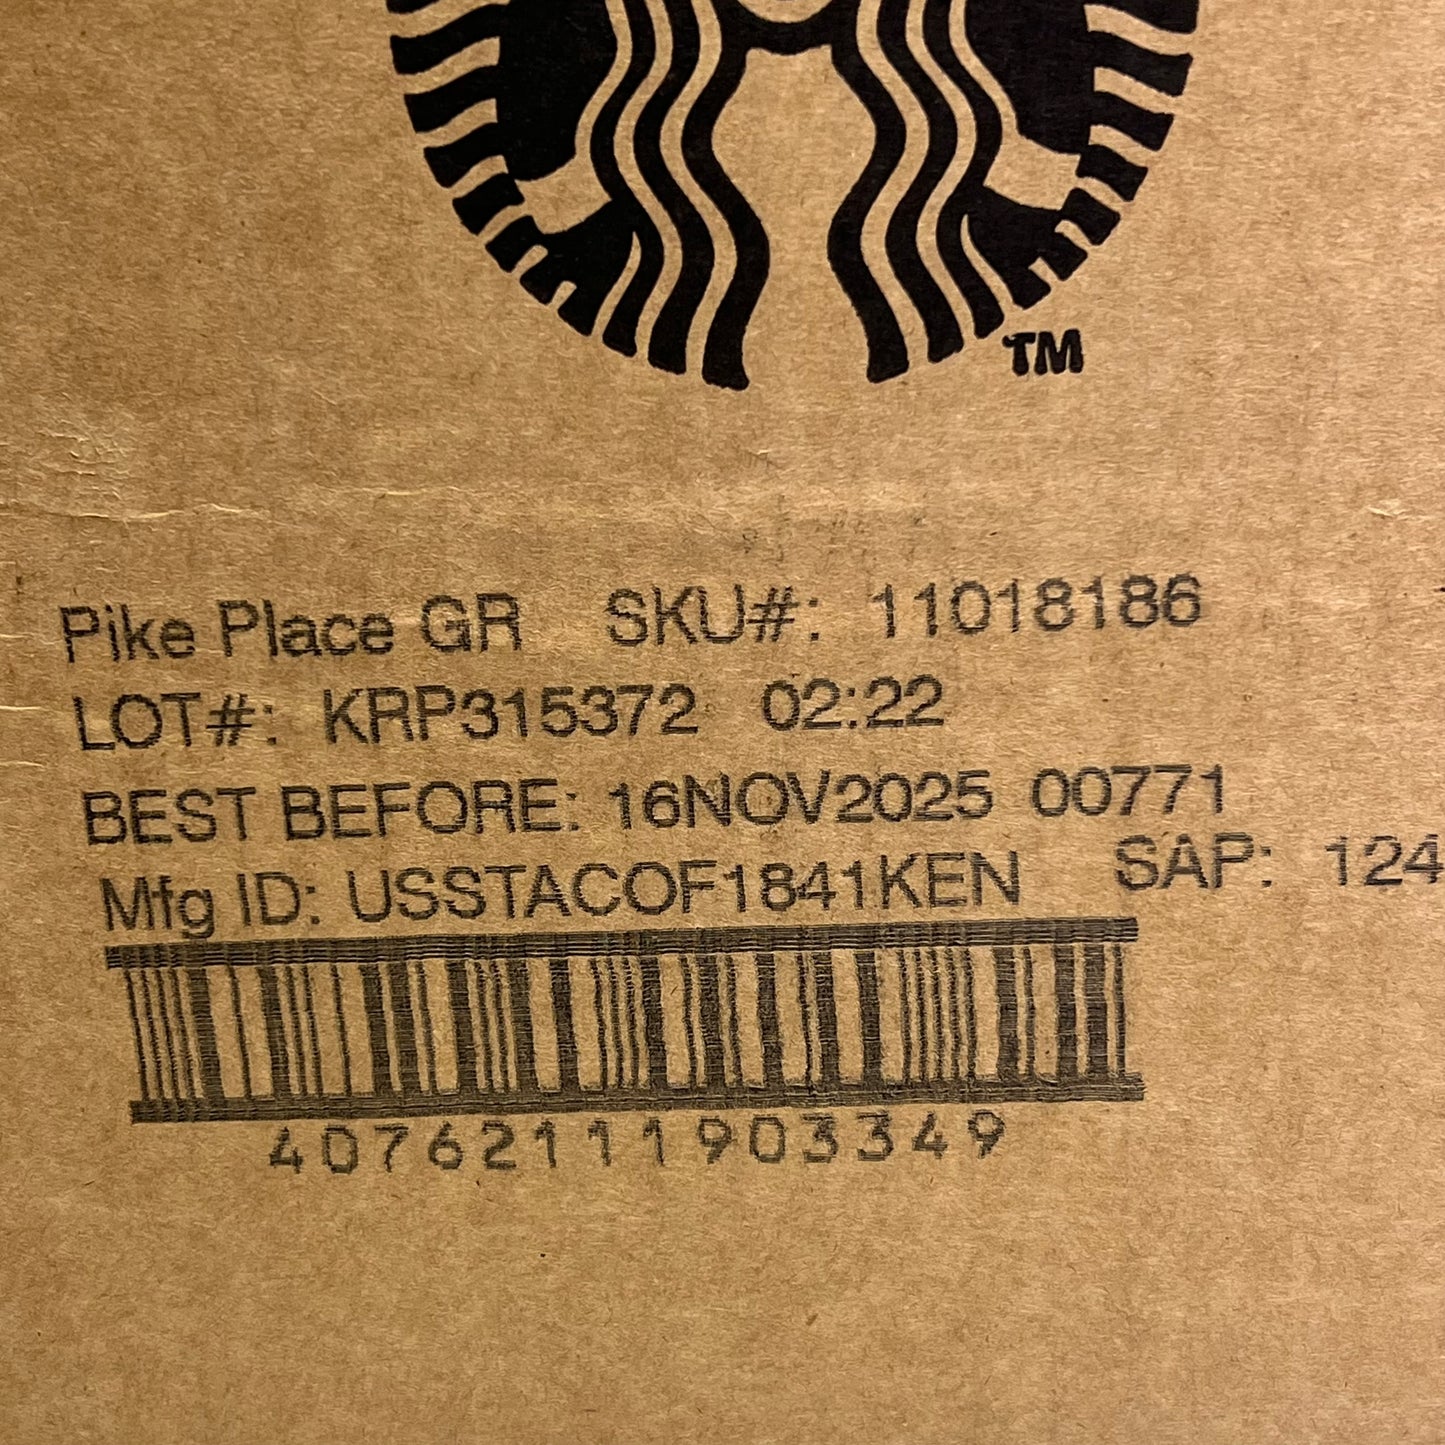 TM
Pike Place GR SKU#: 11018186
LOT#: KRP315372 02:22
BEST BEFORE: 16NOV2025 00771
Mfg ID: USSTACOF1841KEN SAP: 124
40762111903349